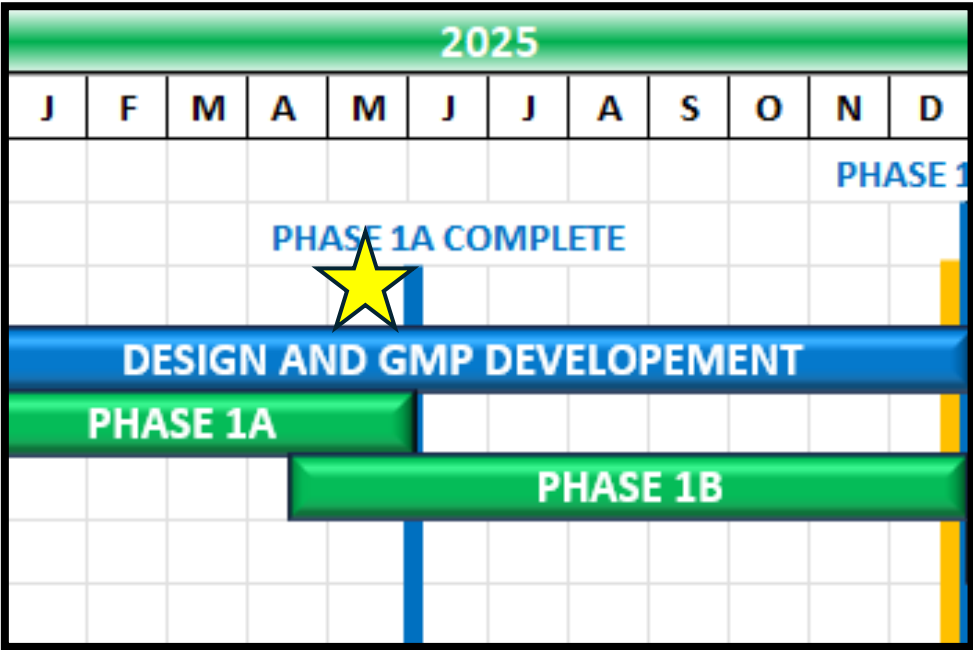 2025
J F M A M J J A S O N D
PHASE 1
PHASE 1A COMPLETE
DESIGN AND GMP DEVELOPEMENT
PHASE 1A
PHASE 1B